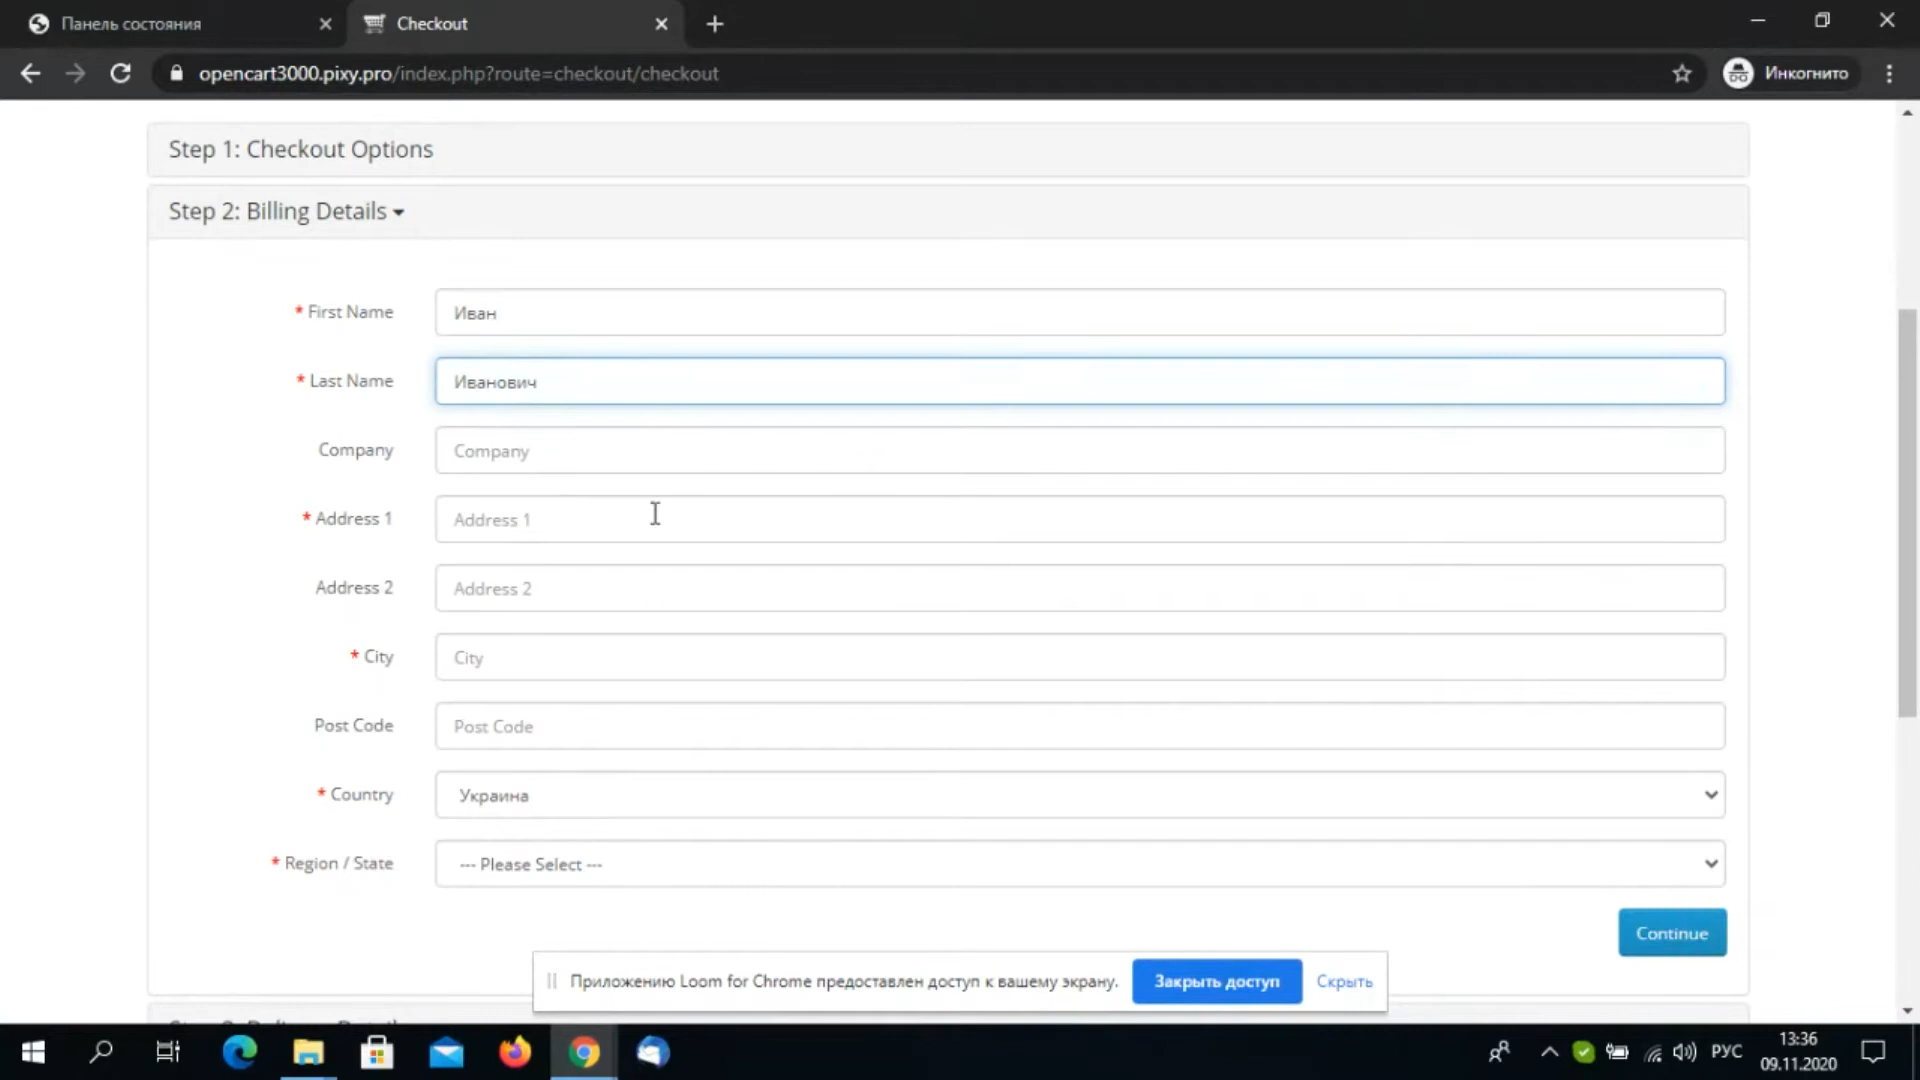 Панель состояния
Checkout
opencart3000.pixy.pro/index.php?route=checkout/checkout
Инкогнито
Step 1: Checkout Options
Step 2: Billing Details
* First Name
Иван
* Last Name
Иванович
Company
Company
* Address 1
Address 1
Address 2
Address 2
* City
City
Post Code
Post Code
* Country
Украина
* Region / State
--- Please Select ---
Continue
Приложению Loom for Chrome предоставлен доступ к вашему экрану.
Закрыть доступ
Скрыть
РУС
13:36
09.11.2020